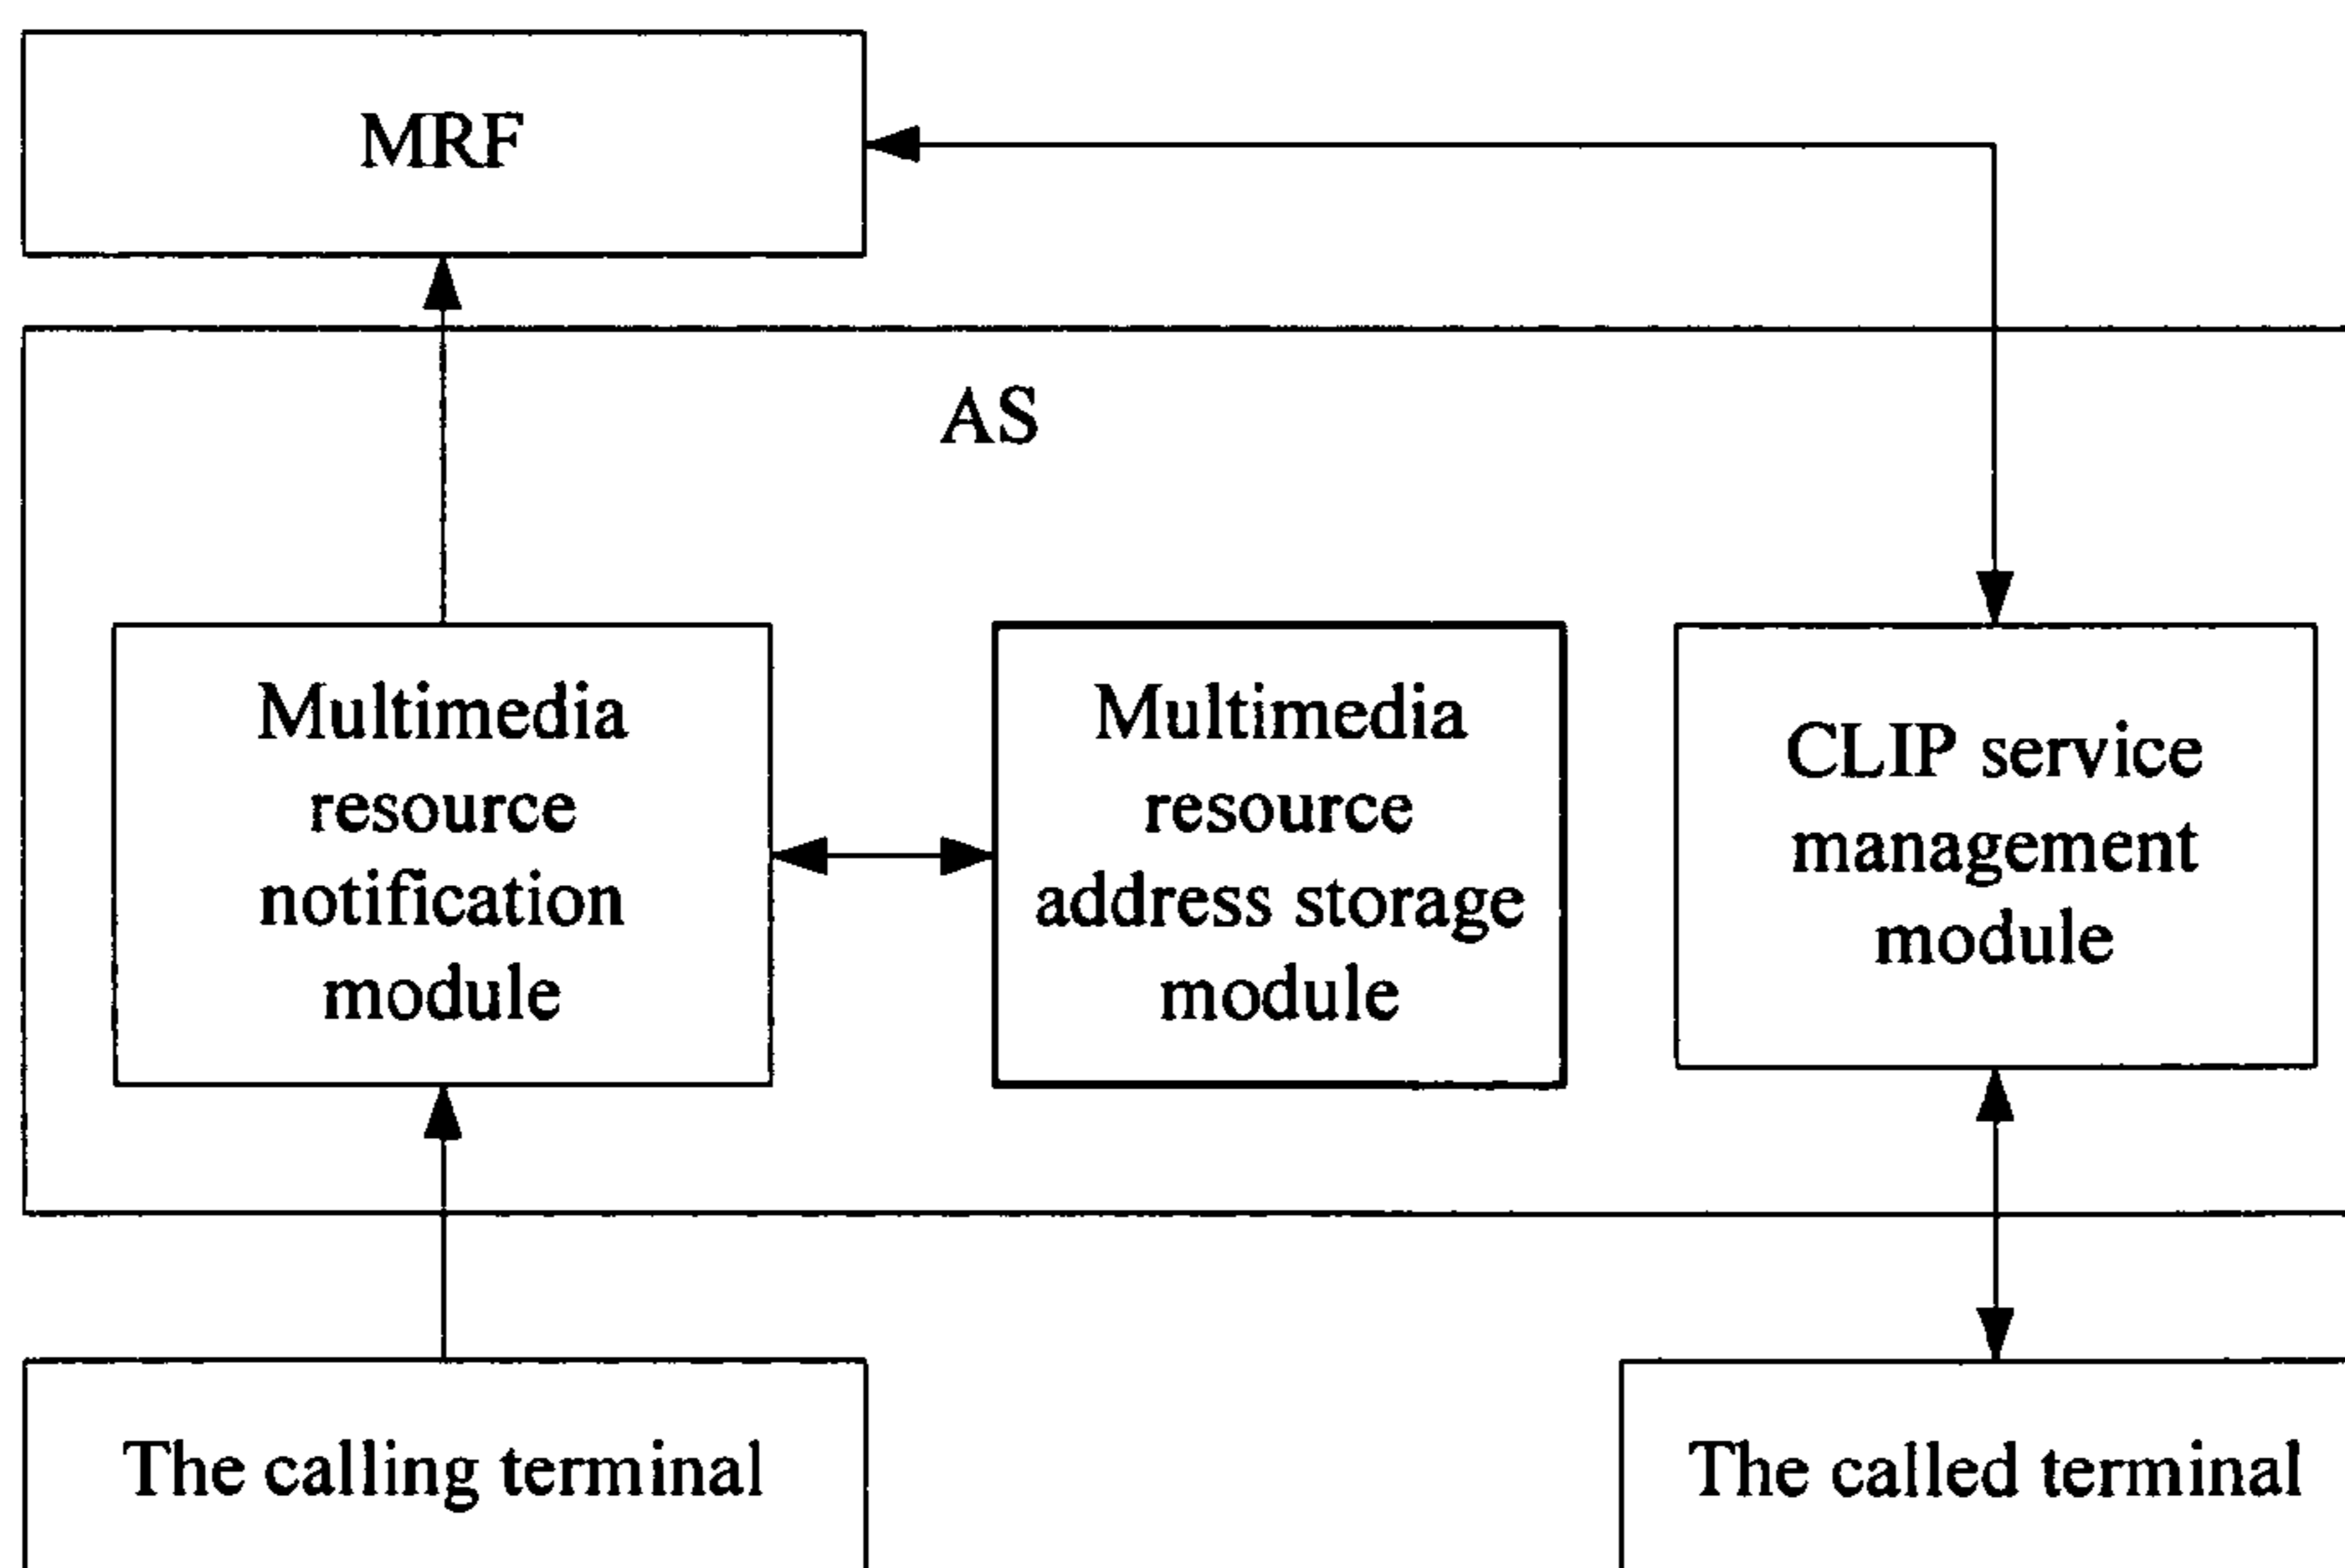 MRF
AS
Multimedia
resource
notification
module
Multimedia
resource
address storage
module
CLIP service
management
module
The calling terminal
The called terminal